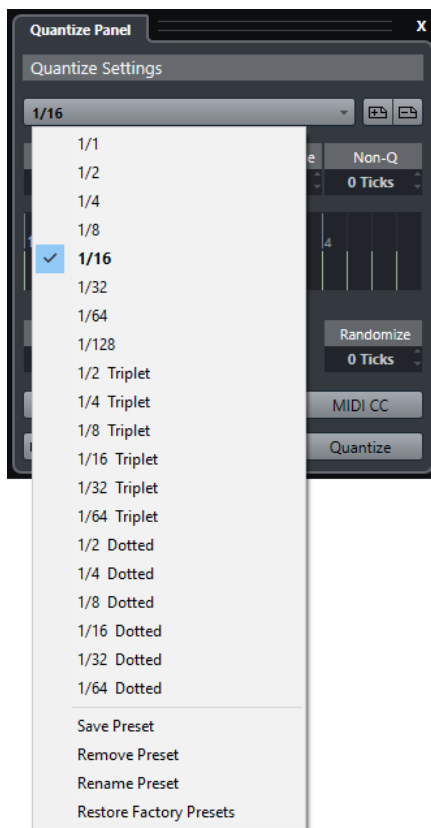 Quantize Panel X
Quantize Settings
1/16
1/1
1/2
1/4
1/8
1/16
1/32
1/64
1/128
1/2 Triplet
1/4 Triplet
1/8 Triplet
1/16 Triplet
1/32 Triplet
1/64 Triplet
1/2 Dotted
1/4 Dotted
1/8 Dotted
1/16 Dotted
1/32 Dotted
1/64 Dotted
Save Preset
Remove Preset
Rename Preset
Restore Factory Presets
Non-Q
0 Ticks
4
Randomize
0 Ticks
MIDI CC
Quantize